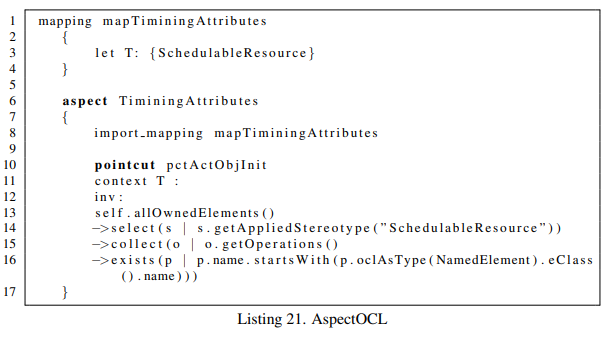 1 mapping mapTiminingAttributes
2 {
3 let T: {SchedulableResource}
4 }
5
6 aspect TiminingAttributes
7 {
8 import_mapping mapTiminingAttributes
9
10 pointcut pctActObjInit
11 context T :
12 inv:
13 self.allOwnedElements()
14 −>select(s | s.getAppliedStereotype("SchedulableResource"))
15 −>collect(o | o.getOperations()
16 −>exists(p | p.name.startsWith(p.oclAsType(NamedElement).eClass
().name)))
17 }
Listing 21. AspectOCL